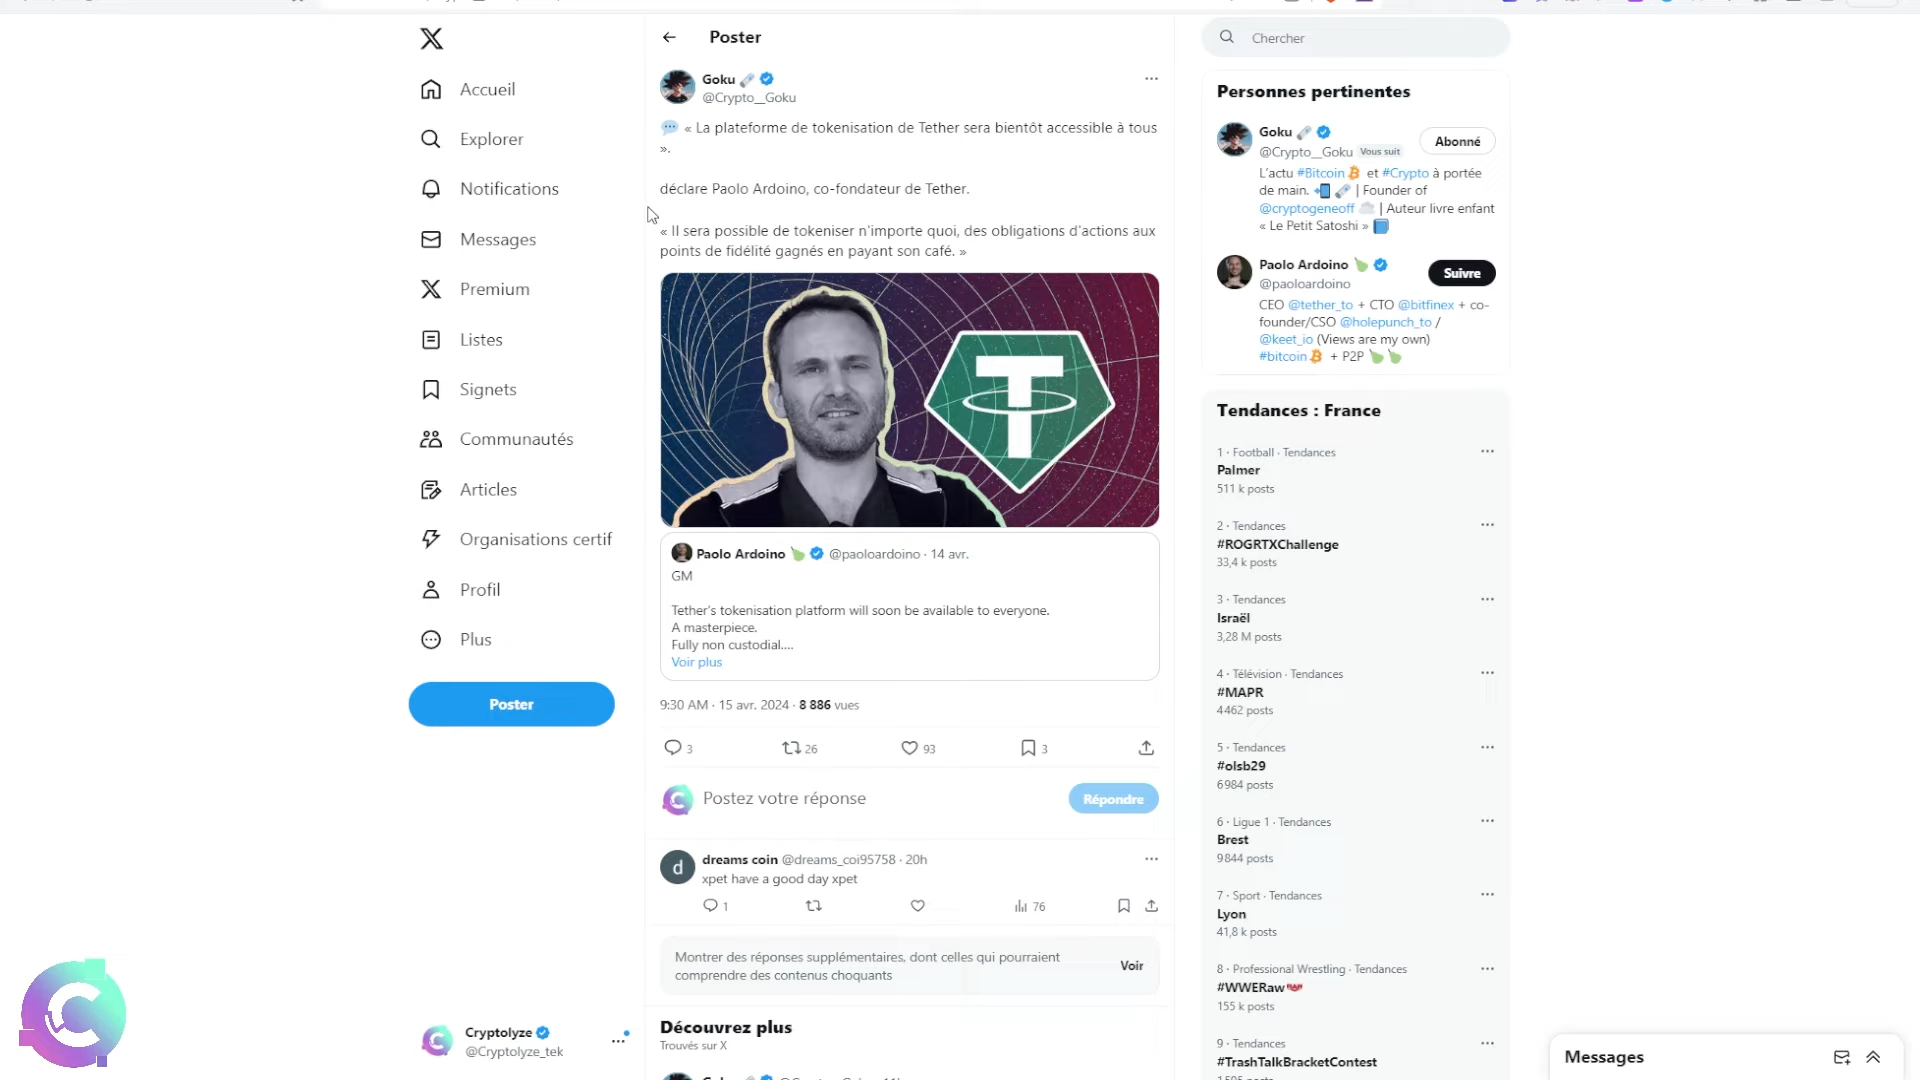 Poster
Chercher
Accueil
Explorer
Notifications
Messages
Premium
Listes
Signets
Communautés
Articles
Organisations certif
Profil
Plus
Poster
Cryptolyze
@Cryptolyze_tek
Goku
@Crypto__Goku
« La plateforme de tokenisation de Tether sera bientôt accessible à tous
».
déclare Paolo Ardoino, co-fondateur de Tether.
« Il sera possible de tokeniser n'importe quoi, des obligations d'actions aux
points de fidélité gagnés en payant son café. »
Paolo Ardoino @paoloardoino · 14 avr.
GM
Tether's tokenisation platform will soon be available to everyone.
A masterpiece.
Fully non custodial....
Voir plus
9:30 AM · 15 avr. 2024 · 8 886 vues
3 26 93 3
Postez votre réponse
Répondre
d
dreams coin @dreams_coi95758 · 20h
xpet have a good day xpet
1 76
Montrer des réponses supplémentaires, dont celles qui pourraient
comprendre des contenus choquants
Voir
Découvrez plus
Trouvés sur X
Personnes pertinentes
Goku
Abonné
@Crypto__Goku Vous suit
L'actu #Bitcoin et #Crypto à portée
de main. | Founder of
@cryptogeneoff | Auteur livre enfant
« Le Petit Satoshi »
Paolo Ardoino
Suivre
@paoloardoino
CEO @tether_to + CTO @bitfinex + co-
founder/CSO @holepunch_to /
@keet_io (Views are my own)
#bitcoin + P2P
Tendances : France
1 · Football · Tendances
Palmer
511 k posts
2 · Tendances
#ROGRTXChallenge
33,4 k posts
3 · Tendances
Israël
3,28 M posts
4 · Télévision · Tendances
#MAPR
4462 posts
5 · Tendances
#olsb29
6984 posts
6 · Ligue 1 · Tendances
Brest
9844 posts
7 · Sport · Tendances
Lyon
41,8 k posts
8 · Professional Wrestling · Tendances
#WWERaw
155 k posts
9 · Tendances
#TrashTalkBracketContest
Messages